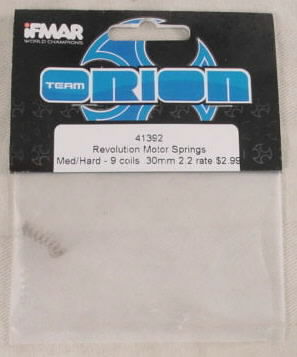 IFMAR
WORLD CHAMPIONS
TEAM
ORION
41392
Revolution Motor Springs
Med/Hard - 9 coils .30mm 2.2 rate $2.99